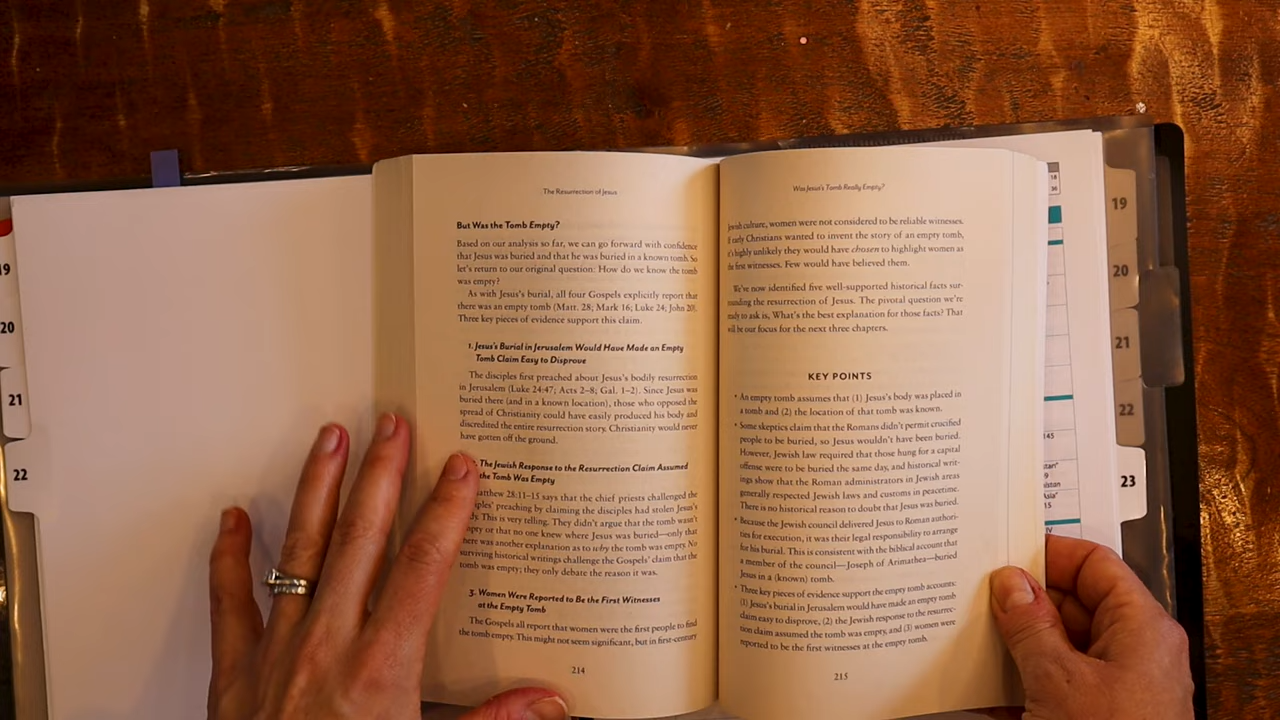 The Resurrection of Jesus
But Was the Tomb Empty?
Based on our analysis so far, we can go forward with confidence
that Jesus was buried and that he was buried in a known tomb. So
let's return to our original question: How do we know the tomb
was empty?
As with Jesus's burial, all four Gospels explicitly report that
there was an empty tomb (Matt. 28; Mark 16; Luke 24; John 20).
Three key pieces of evidence support this claim.
1. Jesus's Burial in Jerusalem Would Have Made an Empty
Tomb Claim Easy to Disprove
The disciples first preached about Jesus's bodily resurrection
in Jerusalem (Luke 24:47; Acts 2–8; Gal. 1–2). Since Jesus was
buried there (and in a known location), those who opposed the
spread of Christianity could have easily produced his body and
discredited the entire resurrection story. Christianity would never
have gotten off the ground.
The Jewish Response to the Resurrection Claim Assumed
the Tomb Was Empty
atthew 28:11–15 says that the chief priests challenged the
iples' preaching by claiming the disciples had stolen Jesus's
dy. This is very telling. They didn't argue that the tomb wasn't
mpty or that no one knew where Jesus was buried—only that
here was another explanation as to why the tomb was empty. No
surviving historical writings challenge the Gospels' claim that the
tomb was empty; they only debate the reason it was.
3. Women Were Reported to Be the First Witnesses
at the Empty Tomb
The Gospels all report that women were the first people to find
the tomb empty. This might not seem significant, but in first-century
214
Was Jesus's Tomb Really Empty?
Jewish culture, women were not considered to be reliable witnesses.
If early Christians wanted to invent the story of an empty tomb,
it's highly unlikely they would have chosen to highlight women as
the first witnesses. Few would have believed them.
We've now identified five well-supported historical facts sur-
rounding the resurrection of Jesus. The pivotal question we're
ready to ask is, What's the best explanation for those facts? That
will be our focus for the next three chapters.
KEY POINTS
• An empty tomb assumes that (1) Jesus's body was placed in
a tomb and (2) the location of that tomb was known.
• Some skeptics claim that the Romans didn't permit crucified
people to be buried, so Jesus wouldn't have been buried.
However, Jewish law required that those hung for a capital
offense were to be buried the same day, and historical writ-
ings show that the Roman administrators in Jewish areas
generally respected Jewish laws and customs in peacetime.
There is no historical reason to doubt that Jesus was buried.
• Because the Jewish council delivered Jesus to Roman authori-
ties for execution, it was their legal responsibility to arrange
for his burial. This is consistent with the biblical account that
a member of the council—Joseph of Arimathea—buried
Jesus in a (known) tomb.
• Three key pieces of evidence support the empty tomb accounts:
(1) Jesus's burial in Jerusalem would have made an empty tomb
claim easy to disprove, (2) the Jewish response to the resurrec-
tion claim assumed the tomb was empty, and (3) women were
reported to be the first witnesses at the empty tomb.
215
19
20
21
22
19
20
21
22
23
18
36
145
stan"
9
istan
Asia"
15